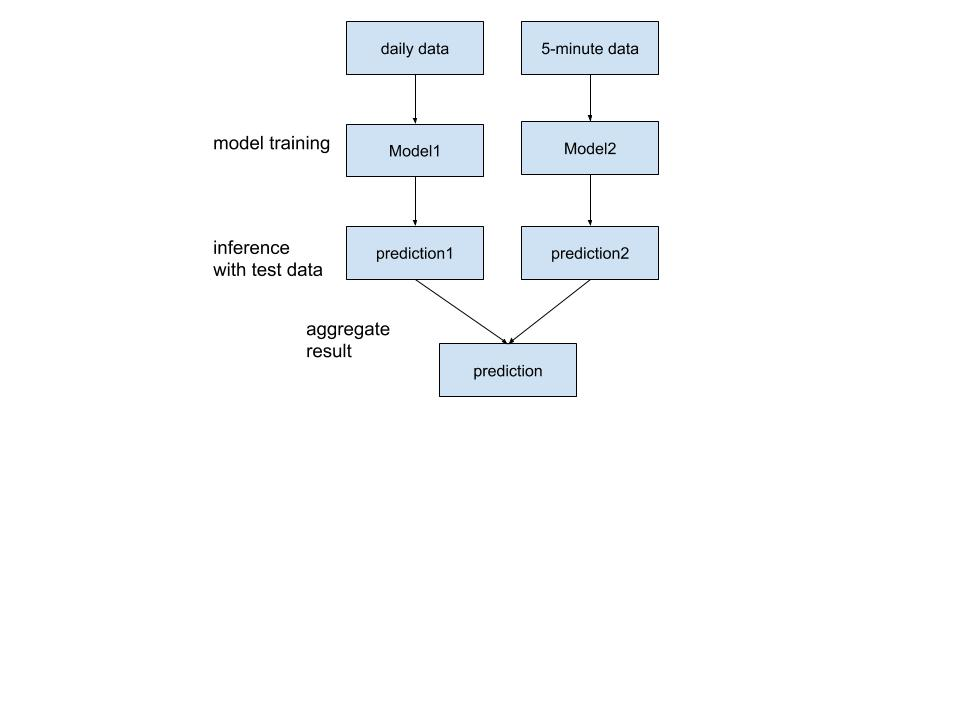 daily data
5-minute data
model training
Model1
Model2
inference
with test data
prediction1
prediction2
aggregate
result
prediction